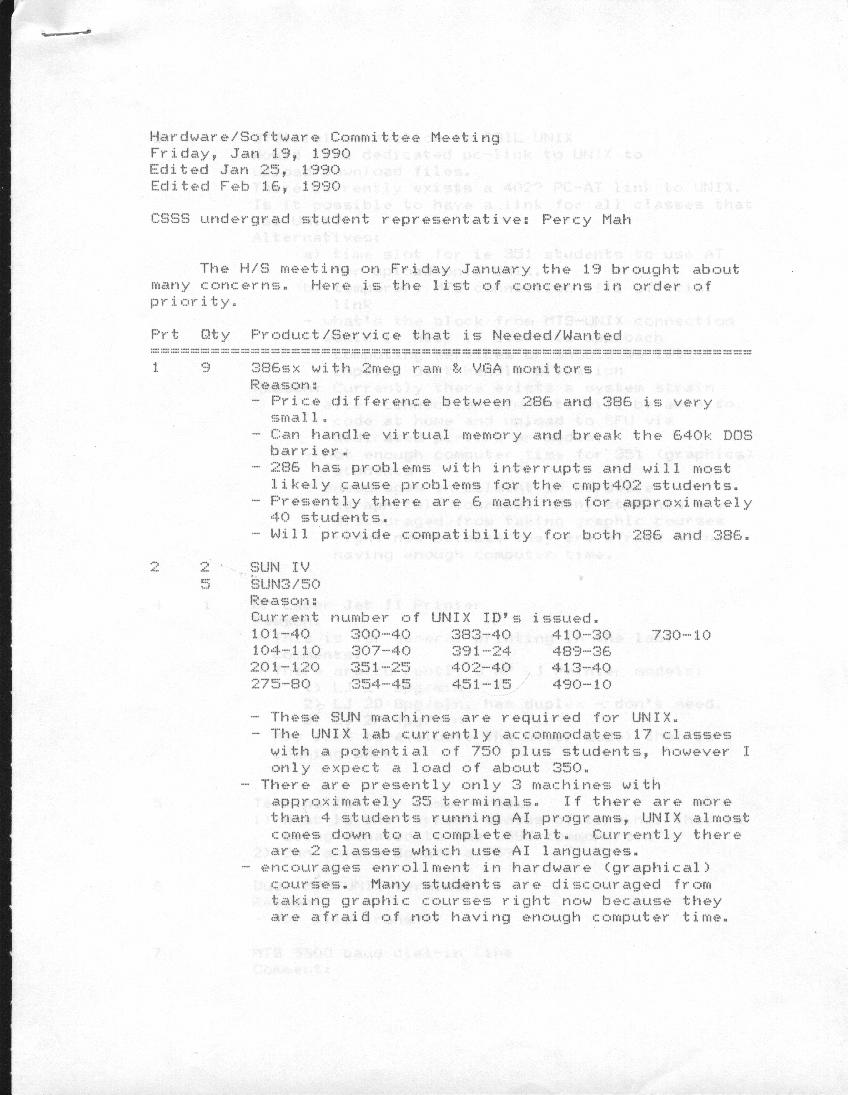 Hardware/Software Committee Meeting
Friday, Jan 19, 1990
Edited Jan 25, 1990
Edited Feb 16, 1990
CSSS undergrad student representative: Percy Mah
The H/S meeting on Friday January the 19 brought about
many concerns.  Here is the list of concerns in order of
priority.
Prt  Qty  Product/Service that is Needed/Wanted
============================================================
1    9    386sx with 2meg ram & VGA monitors
Reason:
- Price difference between 286 and 386 is very
small.
- Can handle virtual memory and break the 640k DOS
barrier.
- 286 has problems with interrupts and will most
likely cause problems for the cmpt402 students.
- Presently there are 6 machines for approximately
40 students.
- Will provide compatibility for both 286 and 386.
2    2    SUN IV
5    SUN3/50
Reason:
Current number of UNIX ID's issued.
101-40    300-40    383-40    410-30    730-10
104-110   307-40    391-24    489-36
201-120   351-25    402-40    413-40
275-80    354-45    451-15    490-10
- These SUN machines are required for UNIX.
- The UNIX lab currently accommodates 17 classes
with a potential of 750 plus students, however I
only expect a load of about 350.
- There are presently only 3 machines with
approximately 35 terminals.  If there are more
than 4 students running AI programs, UNIX almost
comes down to a complete halt.  Currently there
are 2 classes which use AI languages.
- encourages enrollment in hardware (graphical)
courses.  Many students are discouraged from
taking graphic courses right now because they
are afraid of not having enough computer time.